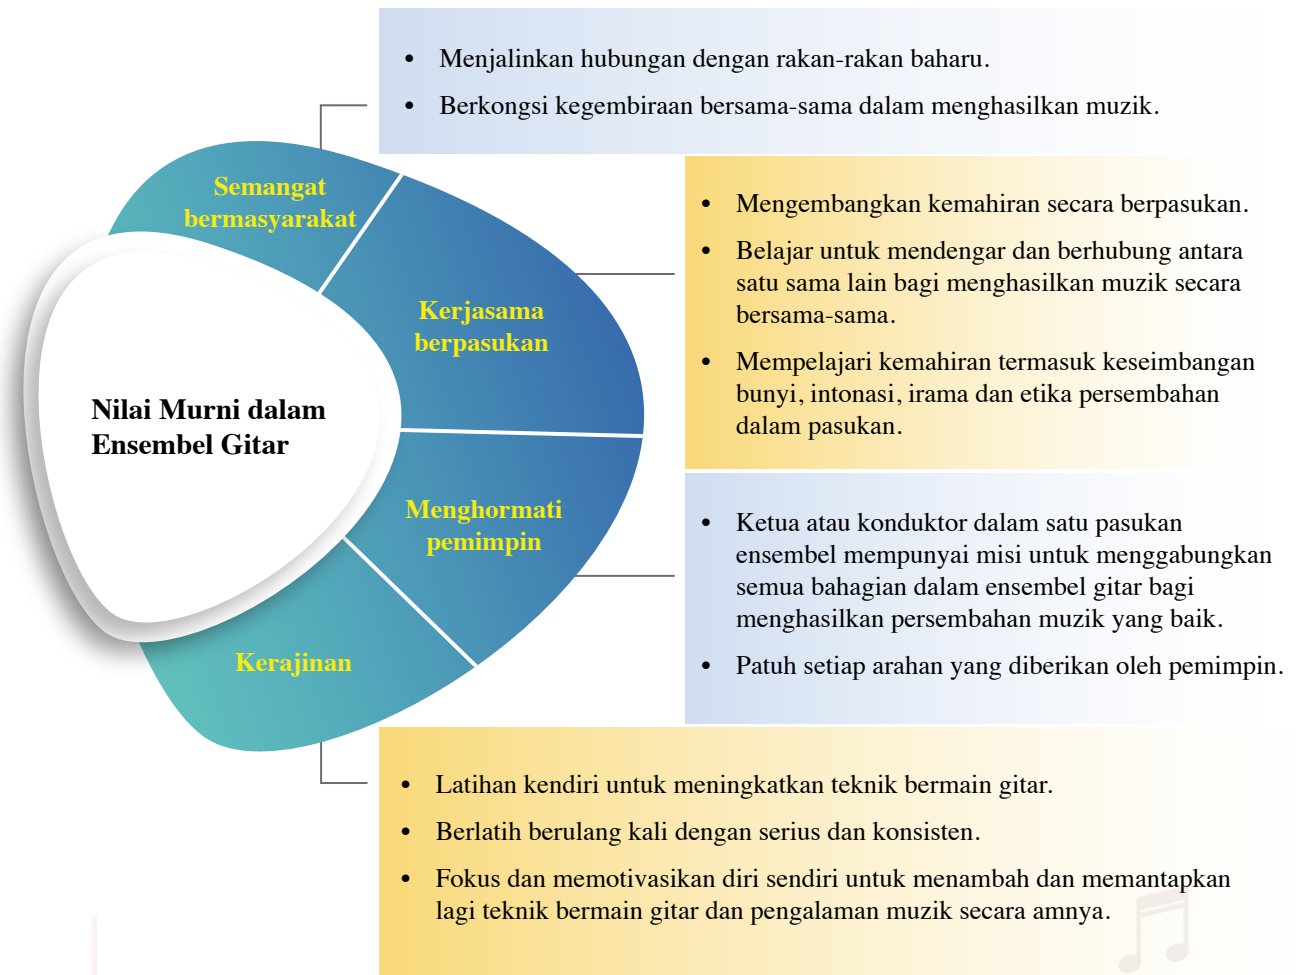 Nilai Murni dalam
Ensembel Gitar
Semangat
bermasyarakat
• Menjalinkan hubungan dengan rakan-rakan baharu.
• Berkongsi kegembiraan bersama-sama dalam menghasilkan muzik.
Kerjasama
berpasukan
• Mengembangkan kemahiran secara berpasukan.
• Belajar untuk mendengar dan berhubung antara
satu sama lain bagi menghasilkan muzik secara
bersama-sama.
• Mempelajari kemahiran termasuk keseimbangan
bunyi, intonasi, irama dan etika persembahan
dalam pasukan.
Menghormati
pemimpin
• Ketua atau konduktor dalam satu pasukan
ensembel mempunyai misi untuk menggabungkan
semua bahagian dalam ensembel gitar bagi
menghasilkan persembahan muzik yang baik.
• Patuh setiap arahan yang diberikan oleh pemimpin.
Kerajinan
• Latihan kendiri untuk meningkatkan teknik bermain gitar.
• Berlatih berulang kali dengan serius dan konsisten.
• Fokus dan memotivasikan diri sendiri untuk menambah dan memantapkan
lagi teknik bermain gitar dan pengalaman muzik secara amnya.